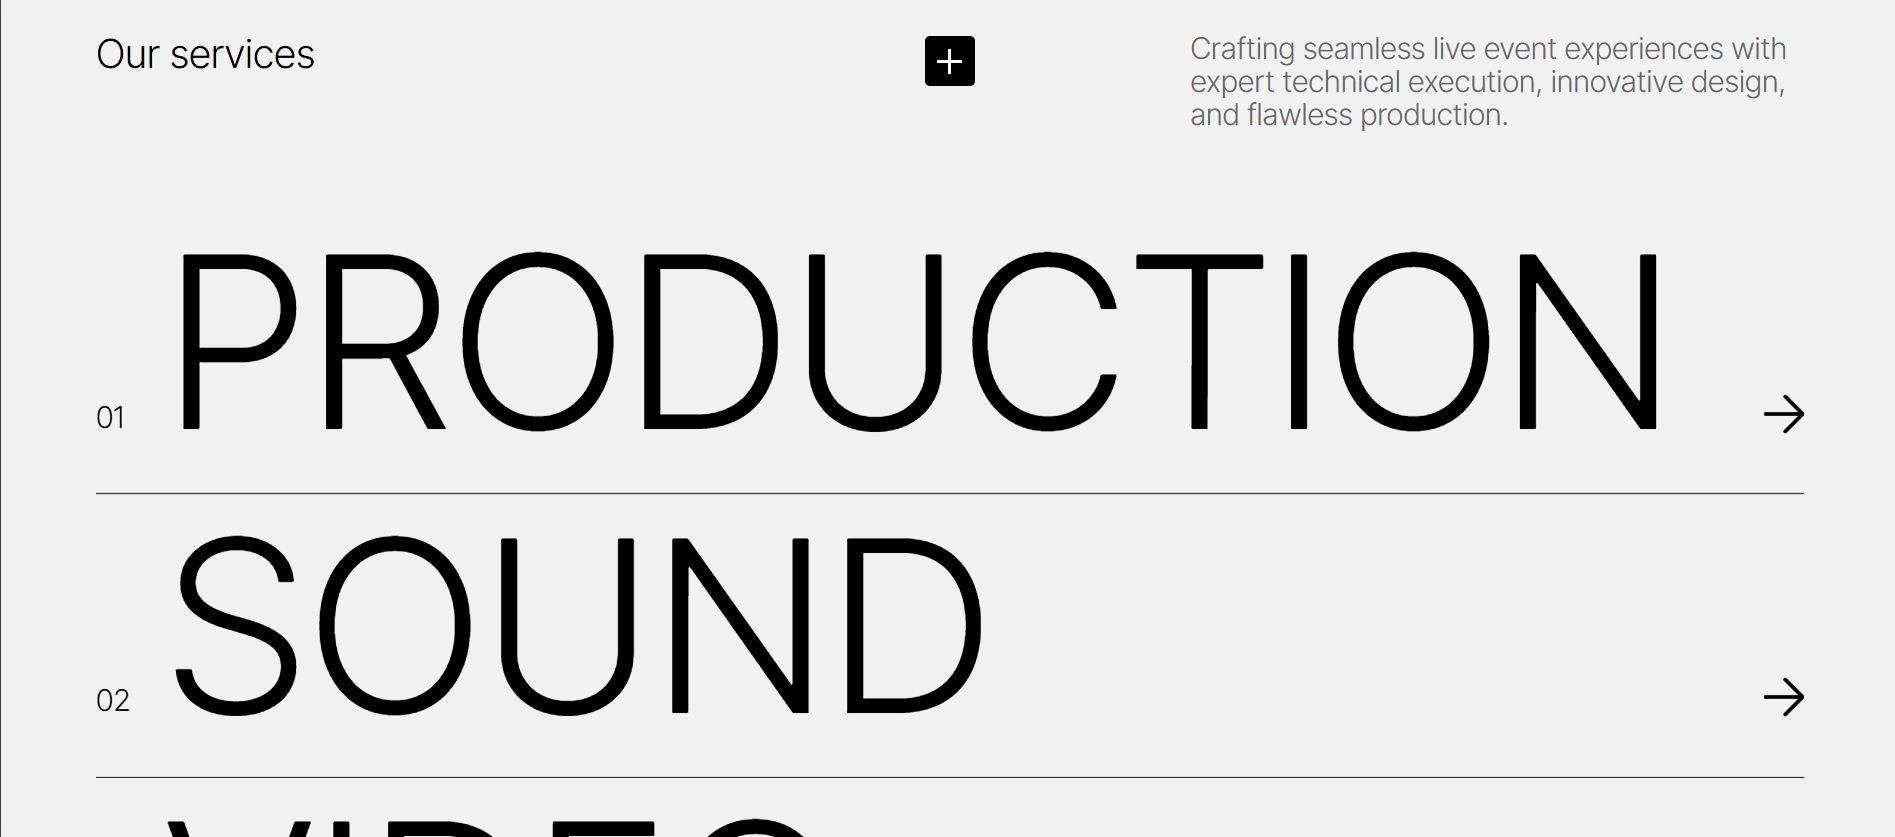 Our services
Crafting seamless live event experiences with
expert technical execution, innovative design,
and flawless production.
01 PRODUCTION
02 SOUND
VIDEO